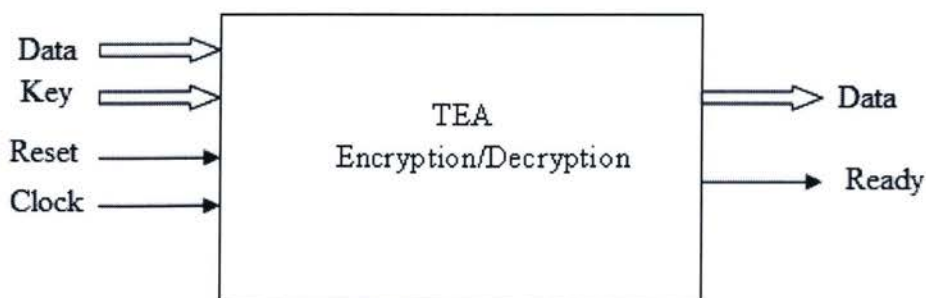 Data
Key
Reset
Clock
TEA
Encryption/Decryption
Data
Ready